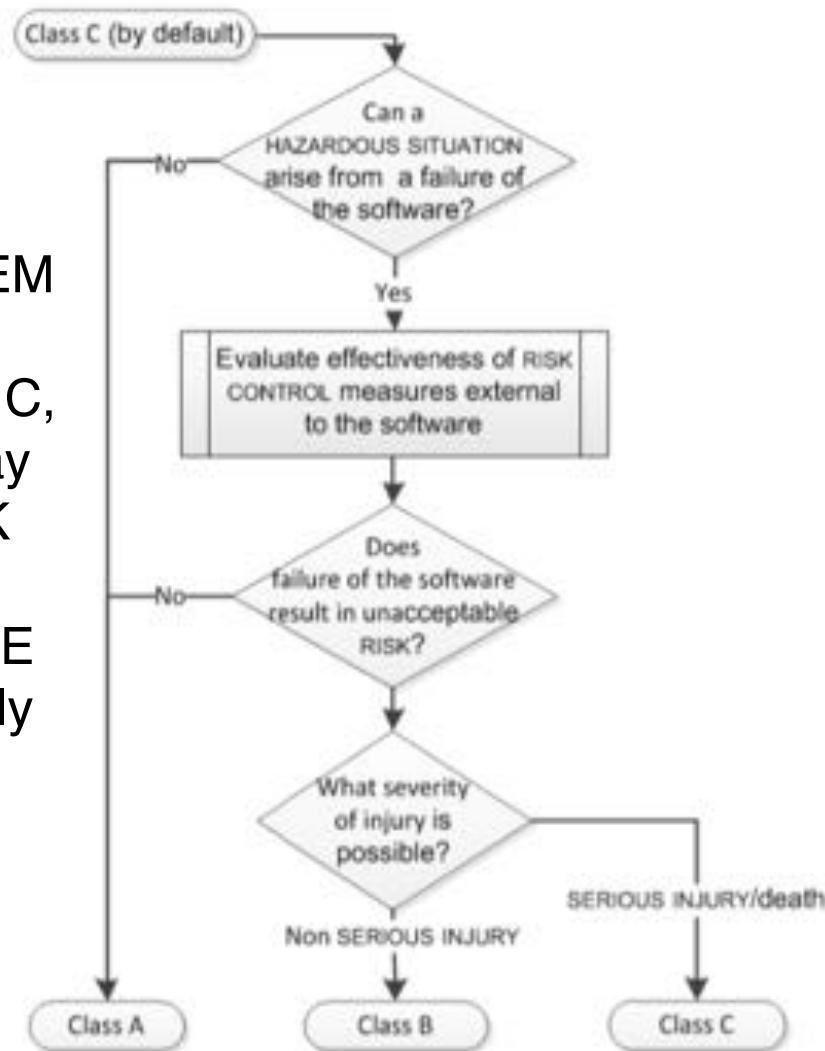 Class C (by default)
Can a
HAZARDOUS SITUATION
arise from a failure of
the software?
No
Yes
Evaluate effectiveness of RISK
CONTROL measures external
to the software
Does
failure of the software
result in unacceptable
RISK?
No
What severity
of injury is
possible?
SERIOUS INJURY/death
Non SERIOUS INJURY
Class A
Class B
Class C
EM
C,
ay
K
E
ly